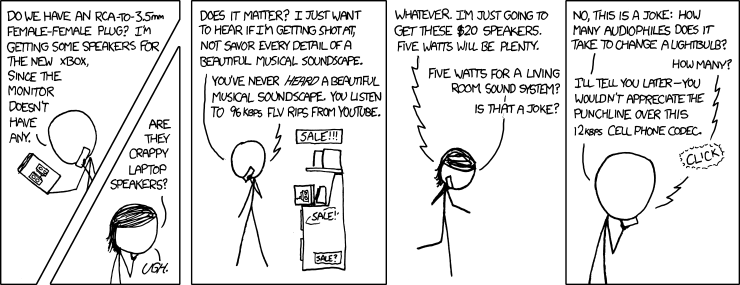 DO WE HAVE AN RCA-TO-3.5mm
FEMALE-FEMALE PLUG? I'M
GETTING SOME SPEAKERS FOR
THE NEW XBOX,
SINCE THE
MONITOR
DOESN'T
HAVE
ANY.
ARE
THEY
CRAPPY
LAPTOP
SPEAKERS?
UGH.
DOES IT MATTER? I JUST WANT
TO HEAR IF I'M GETTING SHOT AT,
NOT SAVOR EVERY DETAIL OF A
BEAUTIFUL MUSICAL SOUNDSCAPE.
YOU'VE NEVER HEARD A BEAUTIFUL
MUSICAL SOUNDSCAPE. YOU LISTEN
TO 96 KBPS FLV RIPS FROM YOUTUBE.
SALE!!!
SALE!
SALE?
WHATEVER. I'M JUST GOING TO
GET THESE $20 SPEAKERS.
FIVE WATTS WILL BE PLENTY.
FIVE WATTS FOR A LIVING
ROOM SOUND SYSTEM?
IS THAT A JOKE?
NO, THIS IS A JOKE: HOW
MANY AUDIOPHILES DOES IT
TAKE TO CHANGE A LIGHTBULB?
HOW MANY?
I'LL TELL YOU LATER—YOU
WOULDN'T APPRECIATE THE
PUNCHLINE OVER THIS
12KBPS CELL PHONE CODEC.
CLICK